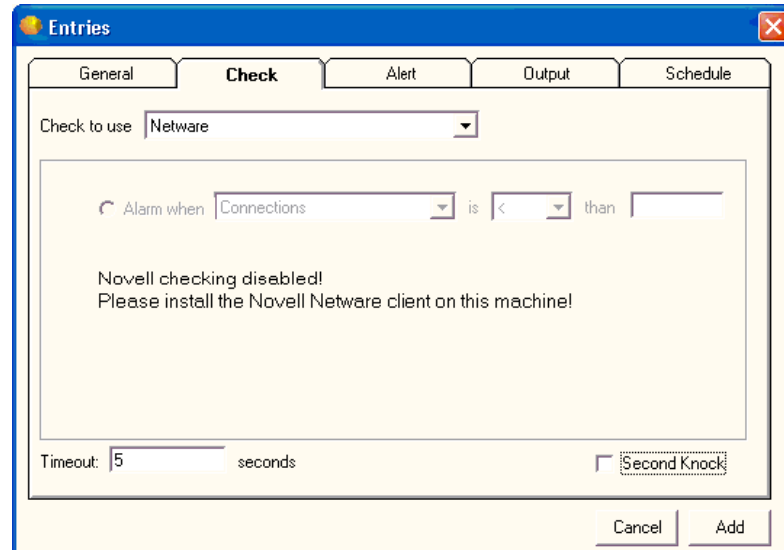 Entries
General Check Alert Output Schedule
Check to use Netware
Alarm when Connections is < than
Novell checking disabled!
Please install the Novell Netware client on this machine!
Timeout: 5 seconds Second Knock
Cancel Add